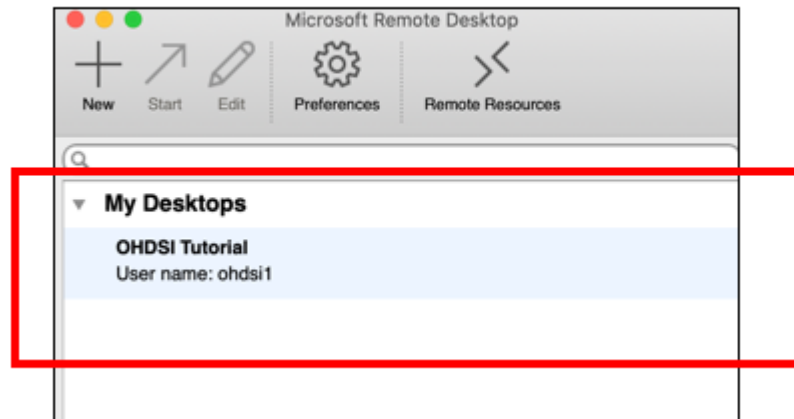 Microsoft Remote Desktop
New Start Edit Preferences Remote Resources
My Desktops
OHDSI Tutorial
User name: ohdsi1